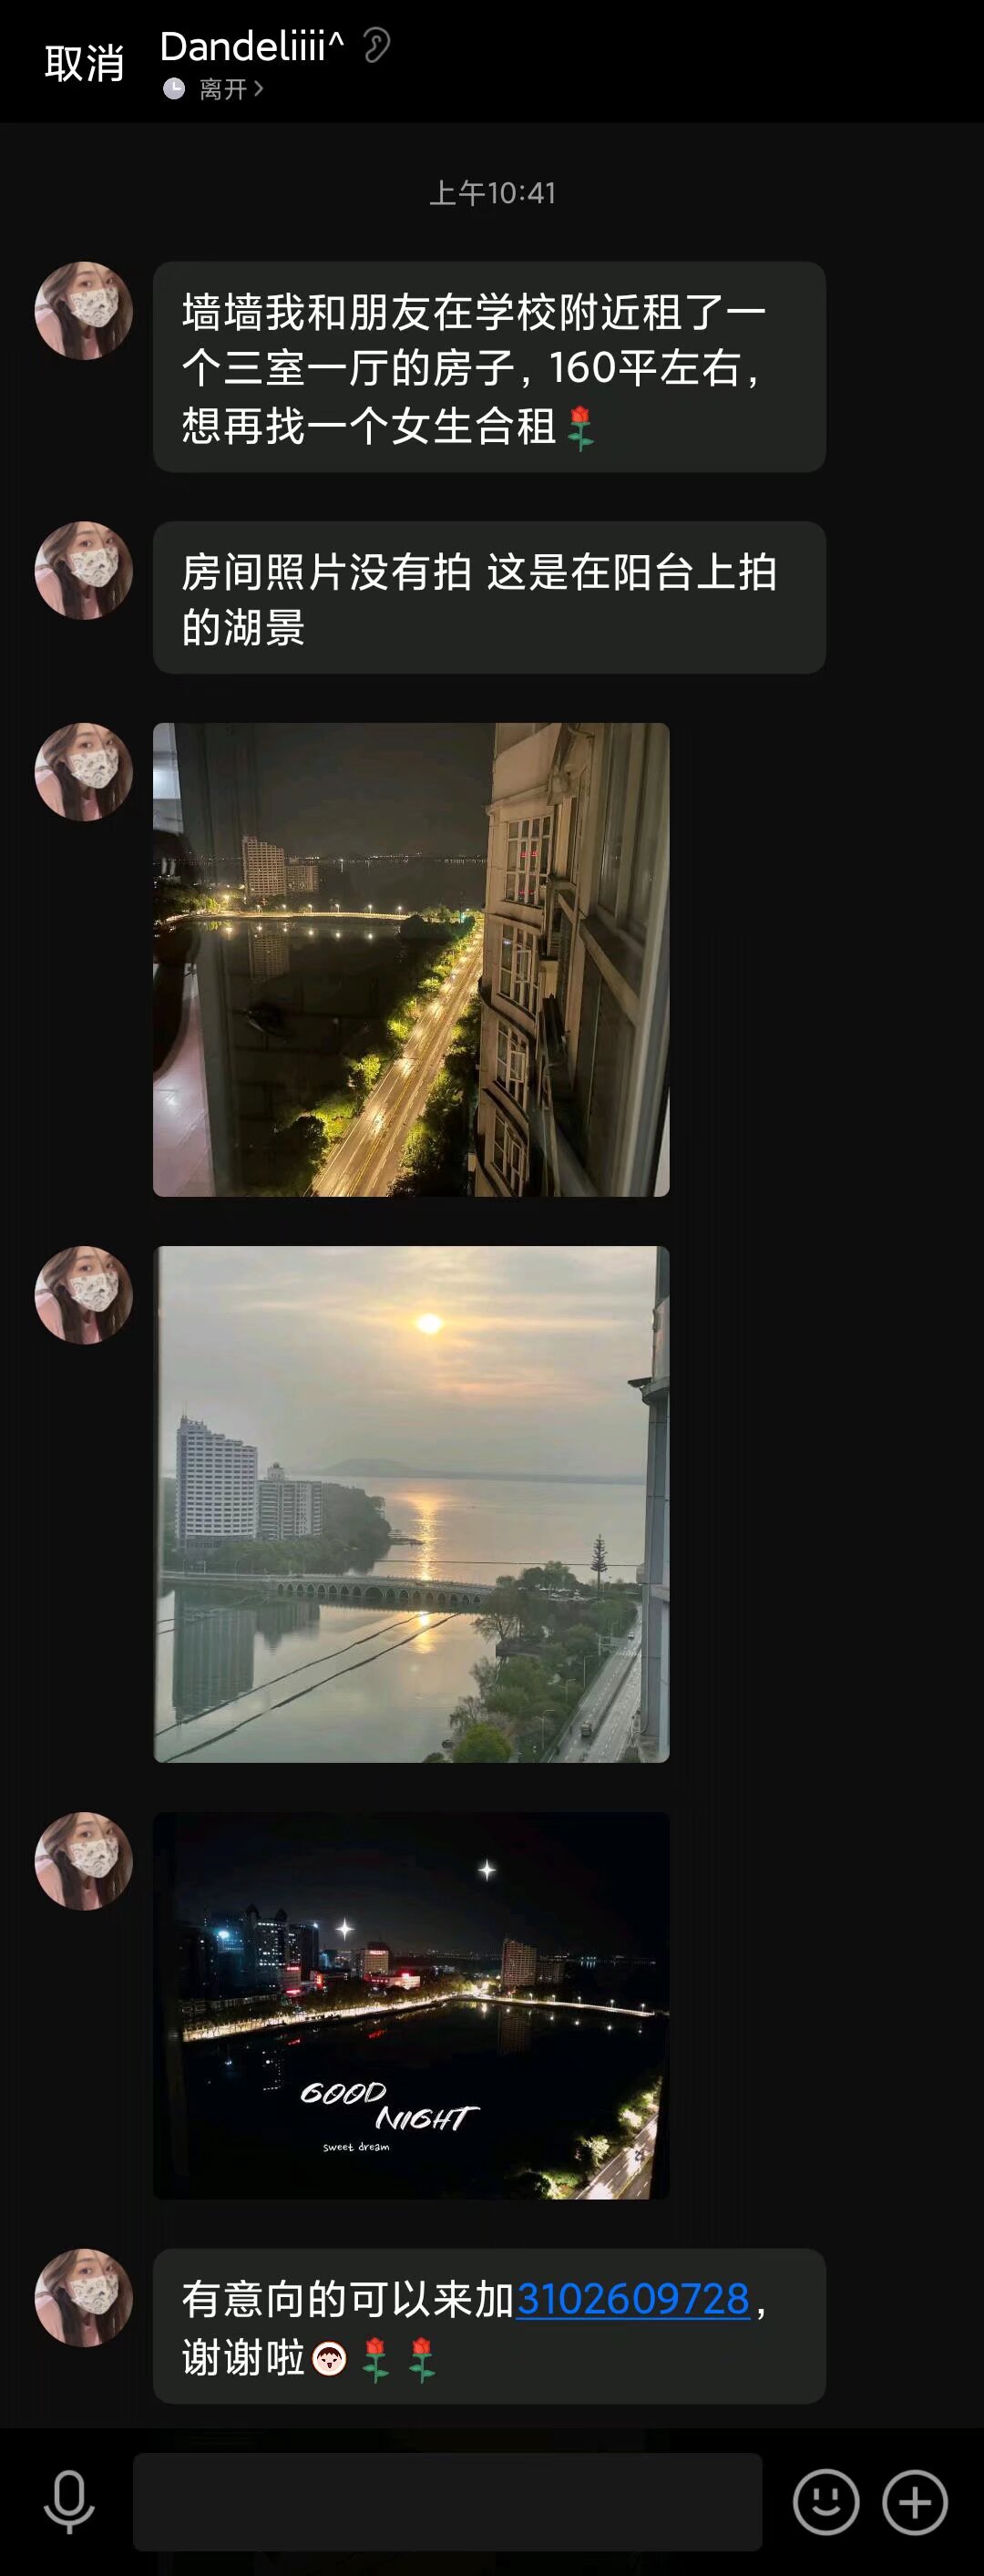 取消
Dandeliiii^
离开
上午10:41
墙墙我和朋友在学校附近租了一
个三室一厅的房子，160平左右，
想再找一个女生合租🌹
房间照片没有拍 这是在阳台上拍
的湖景
GOOD
NIGHT
sweet dream
有意向的可以来加3102609728，
谢谢啦🌹🌹